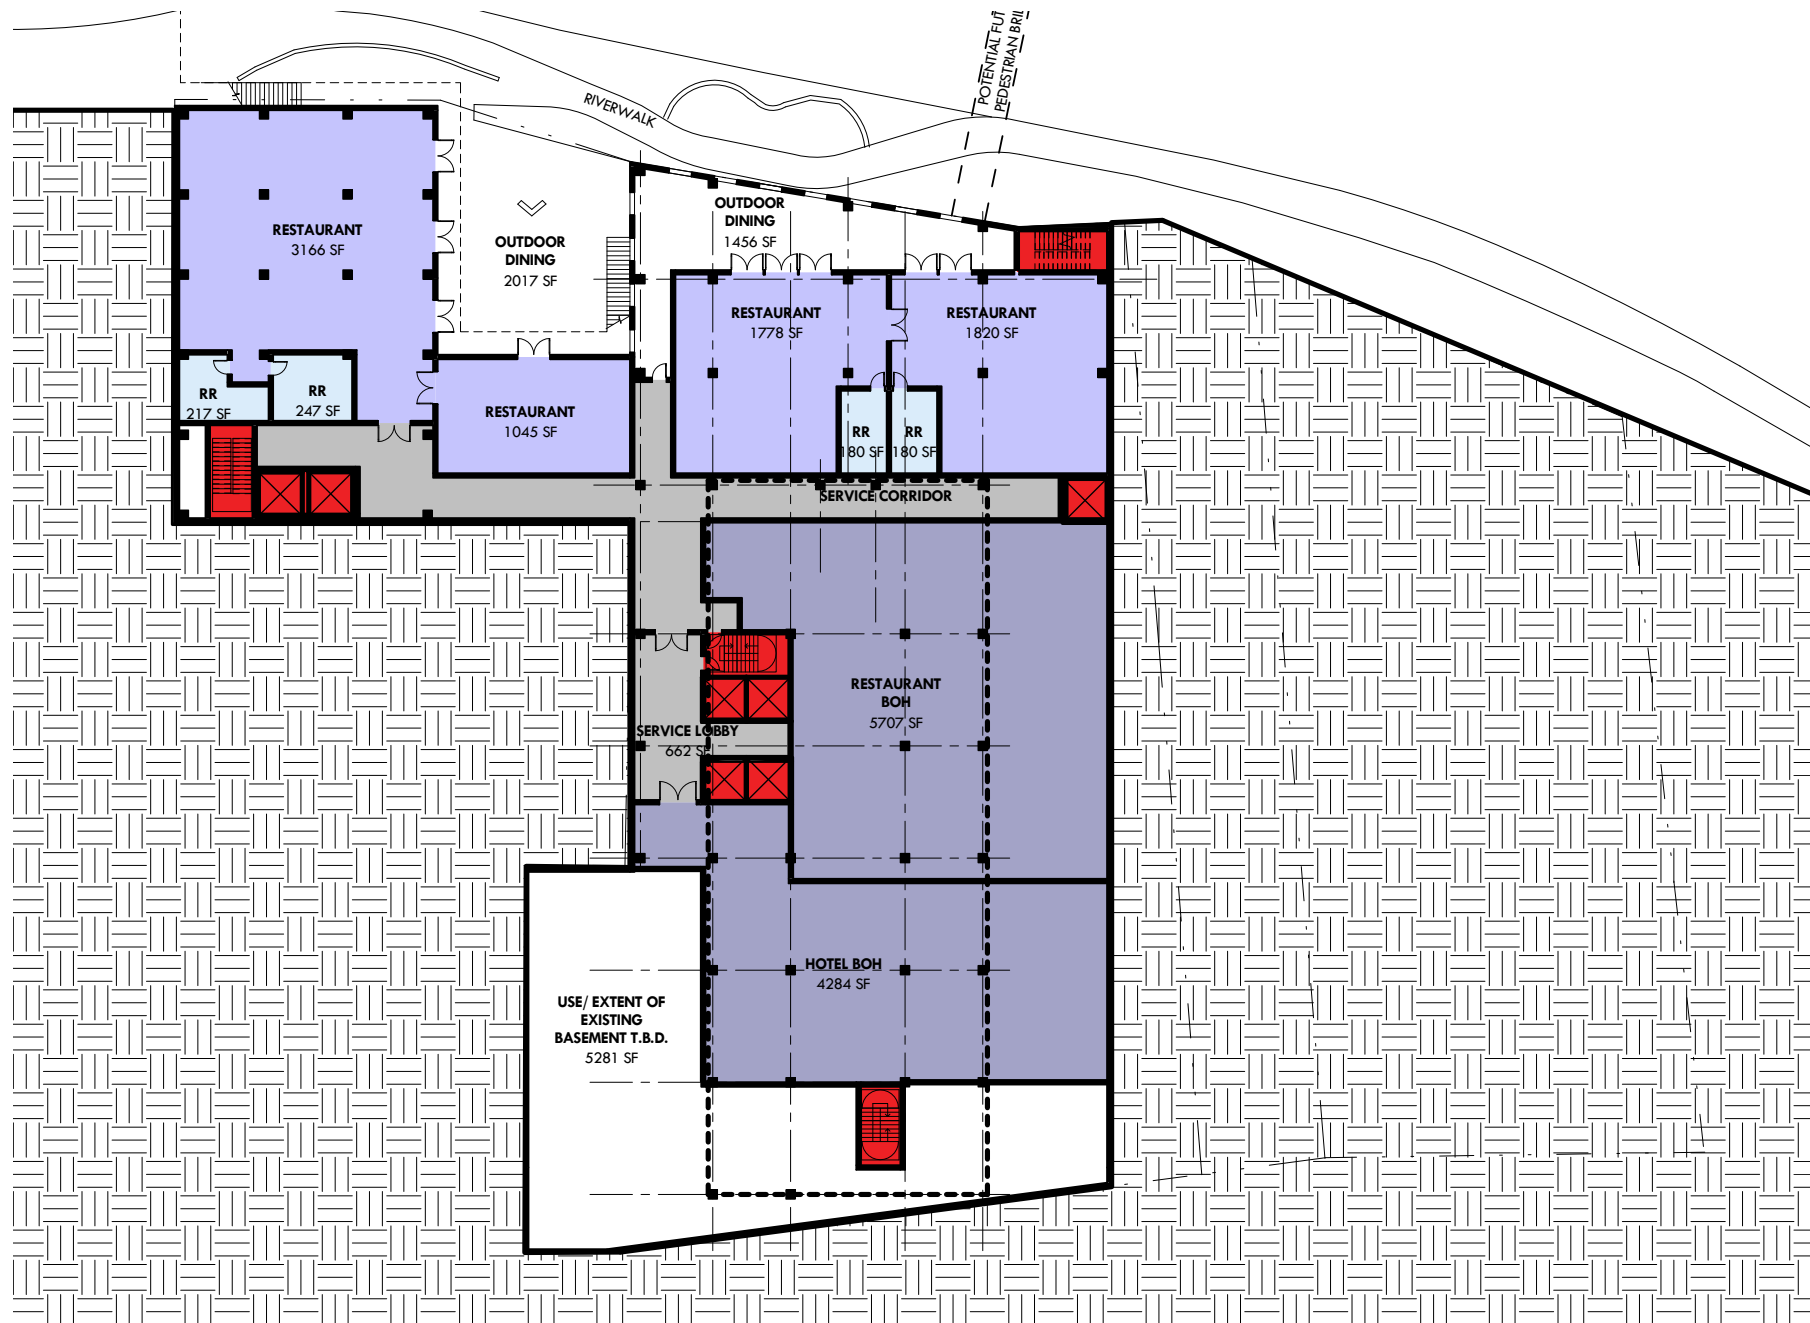 POTENTIAL FUT
PEDESTRIAN BRI
RIVERWALK
RESTAURANT
3166 SF
OUTDOOR
DINING
2017 SF
OUTDOOR
DINING
1456 SF
RESTAURANT
1778 SF
RESTAURANT
1820 SF
RR
217 SF
RR
247 SF
RESTAURANT
1045 SF
RR
180 SF
RR
180 SF
SERVICE CORRIDOR
RESTAURANT
BOH
5707 SF
SERVICE LOBBY
662 SF
HOTEL BOH
4284 SF
USE/ EXTENT OF
EXISTING
BASEMENT T.B.D.
5281 SF